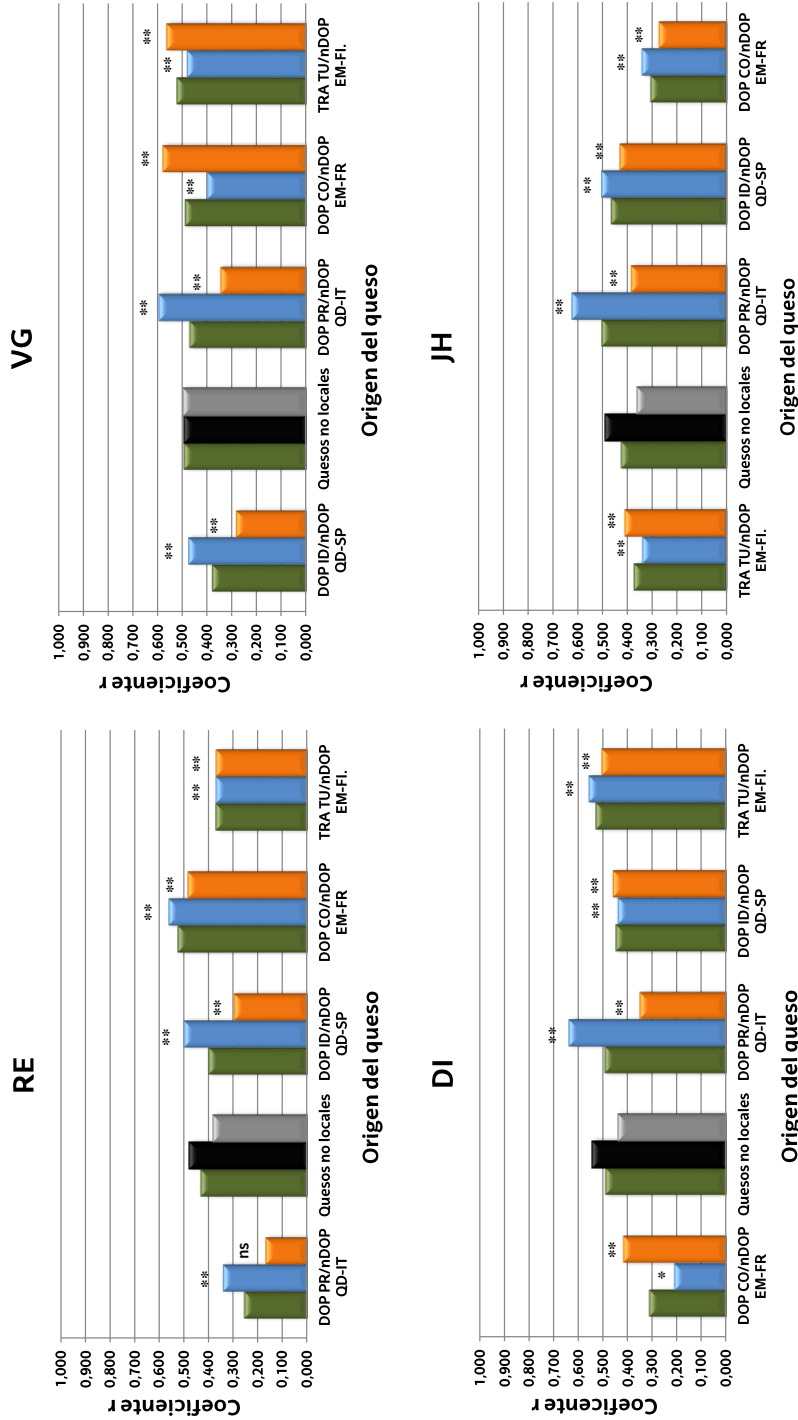 RE
Coeficiente r
1,000
0,900
0,800
0,700
0,600
0,500
0,400
0,300
0,200
0,100
0,000
** ns ** ** ** ** ** **
DOP PR/nDOP QD-IT
Quesos no locales
DOP ID/nDOP QD-SP
DOP CO/nDOP EM-FR
TRA TU/nDOP EM-FI.
Origen del queso
VG
Coeficiente r
1,000
0,900
0,800
0,700
0,600
0,500
0,400
0,300
0,200
0,100
0,000
** ** ** ** ** ** ** **
DOP ID/nDOP QD-SP
Quesos no locales
DOP PR/nDOP QD-IT
DOP CO/nDOP EM-FR
TRA TU/nDOP EM-FI.
Origen del queso
DI
Coeficiente r
1,000
0,900
0,800
0,700
0,600
0,500
0,400
0,300
0,200
0,100
0,000
* ** ** ** ** ** ** **
DOP CO/nDOP EM-FR
Quesos no locales
DOP PR/nDOP QD-IT
DOP ID/nDOP QD-SP
TRA TU/nDOP EM-FI.
Origen del queso
JH
Coeficiente r
1,000
0,900
0,800
0,700
0,600
0,500
0,400
0,300
0,200
0,100
0,000
** ** ** ** ** ** ** **
TRA TU/nDOP EM-FI.
Quesos no locales
DOP PR/nDOP QD-IT
DOP ID/nDOP QD-SP
DOP CO/nDOP EM-FR
Origen del queso